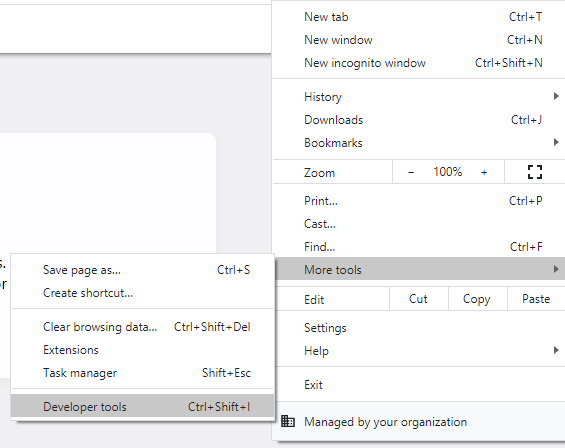 New tab Ctrl+T
New window Ctrl+N
New incognito window Ctrl+Shift+N
History
Downloads Ctrl+J
Bookmarks
Zoom − 100% +
Print... Ctrl+P
Cast...
Find... Ctrl+F
More tools
Edit Cut Copy Paste
Settings
Help
Exit
Managed by your organization
s.
or
Save page as... Ctrl+S
Create shortcut...
Clear browsing data... Ctrl+Shift+Del
Extensions
Task manager Shift+Esc
Developer tools Ctrl+Shift+I